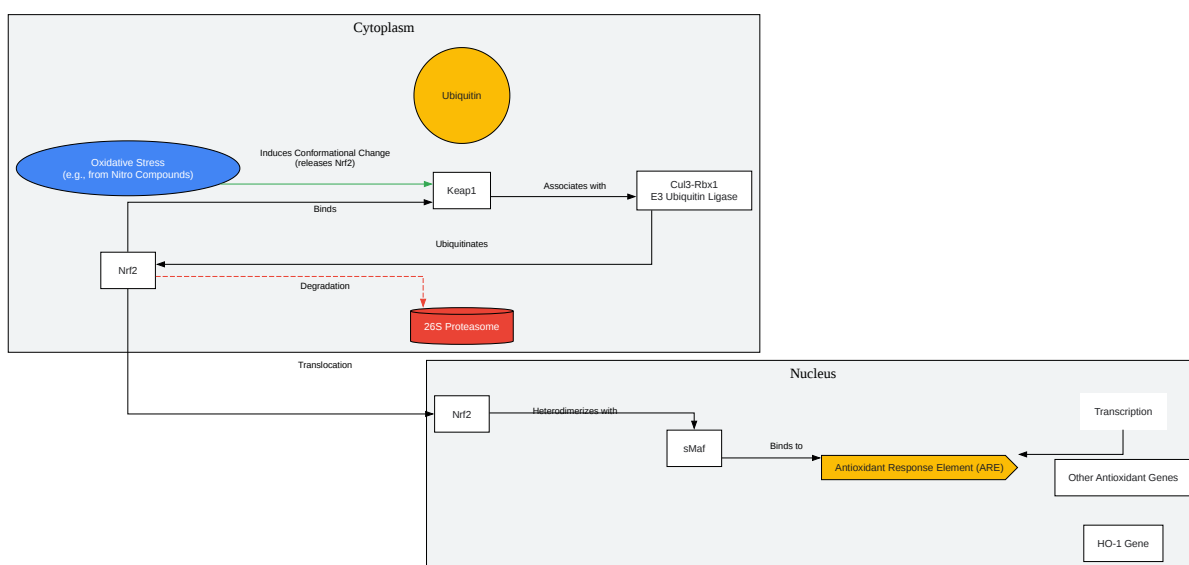 Cytoplasm
Ubiquitin
Oxidative Stress
(e.g., from Nitro Compounds)
Induces Conformational Change
(releases Nrf2)
Keap1
Associates with
Cul3-Rbx1
E3 Ubiquitin Ligase
Binds
Ubiquitinates
Nrf2
Degradation
26S Proteasome
Translocation
Nucleus
Nrf2
Heterodimerizes with
sMaf
Binds to
Antioxidant Response Element (ARE)
Transcription
Other Antioxidant Genes
HO-1 Gene